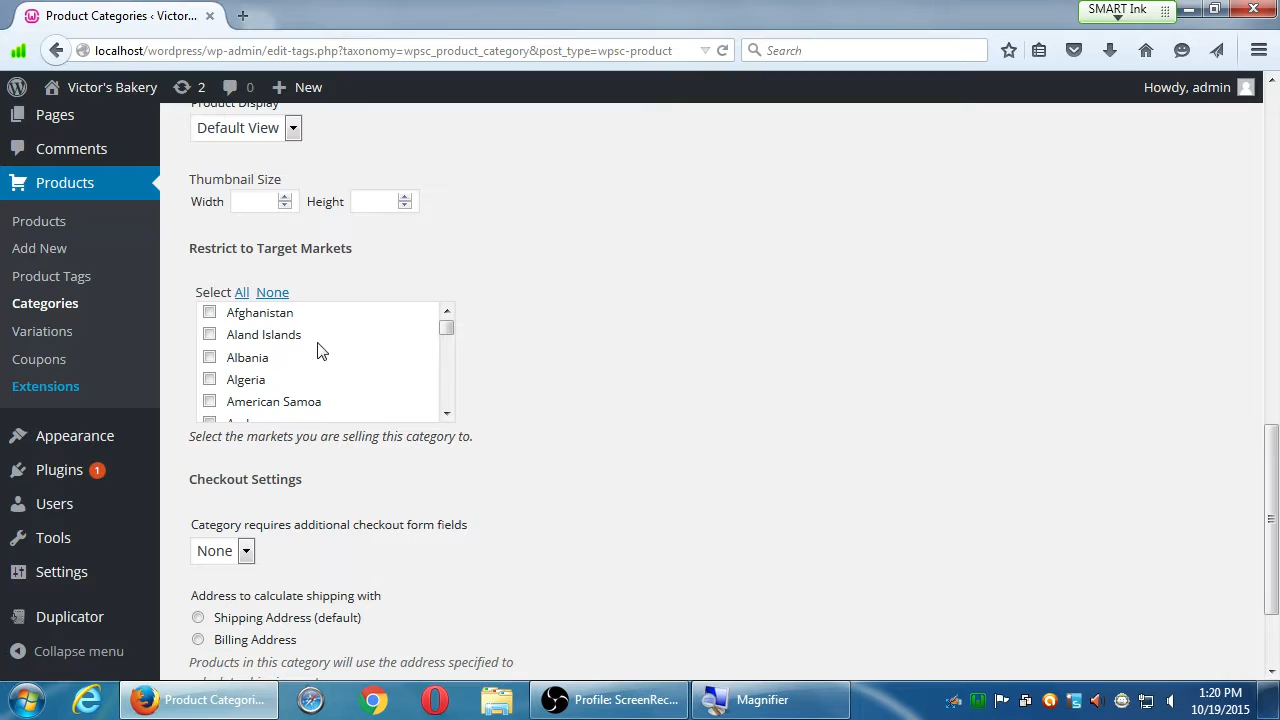 Product Categories ‹ Victor...
SMART Ink
localhost/wordpress/wp-admin/edit-tags.php?taxonomy=wpsc_product_category&post_type=wpsc-product
Search
Victor's Bakery
2
0
New
Howdy, admin
Pages
Comments
Products
Products
Add New
Product Tags
Categories
Variations
Coupons
Extensions
Appearance
Plugins 1
Users
Tools
Settings
Duplicator
Collapse menu
Product Display
Default View
Thumbnail Size
Width
Height
Restrict to Target Markets
Select All None
Afghanistan
Aland Islands
Albania
Algeria
American Samoa
Select the markets you are selling this category to.
Checkout Settings
Category requires additional checkout form fields
None
Address to calculate shipping with
Shipping Address (default)
Billing Address
Products in this category will use the address specified to
Product Categori...
Profile: ScreenRec...
Magnifier
1:20 PM
10/19/2015